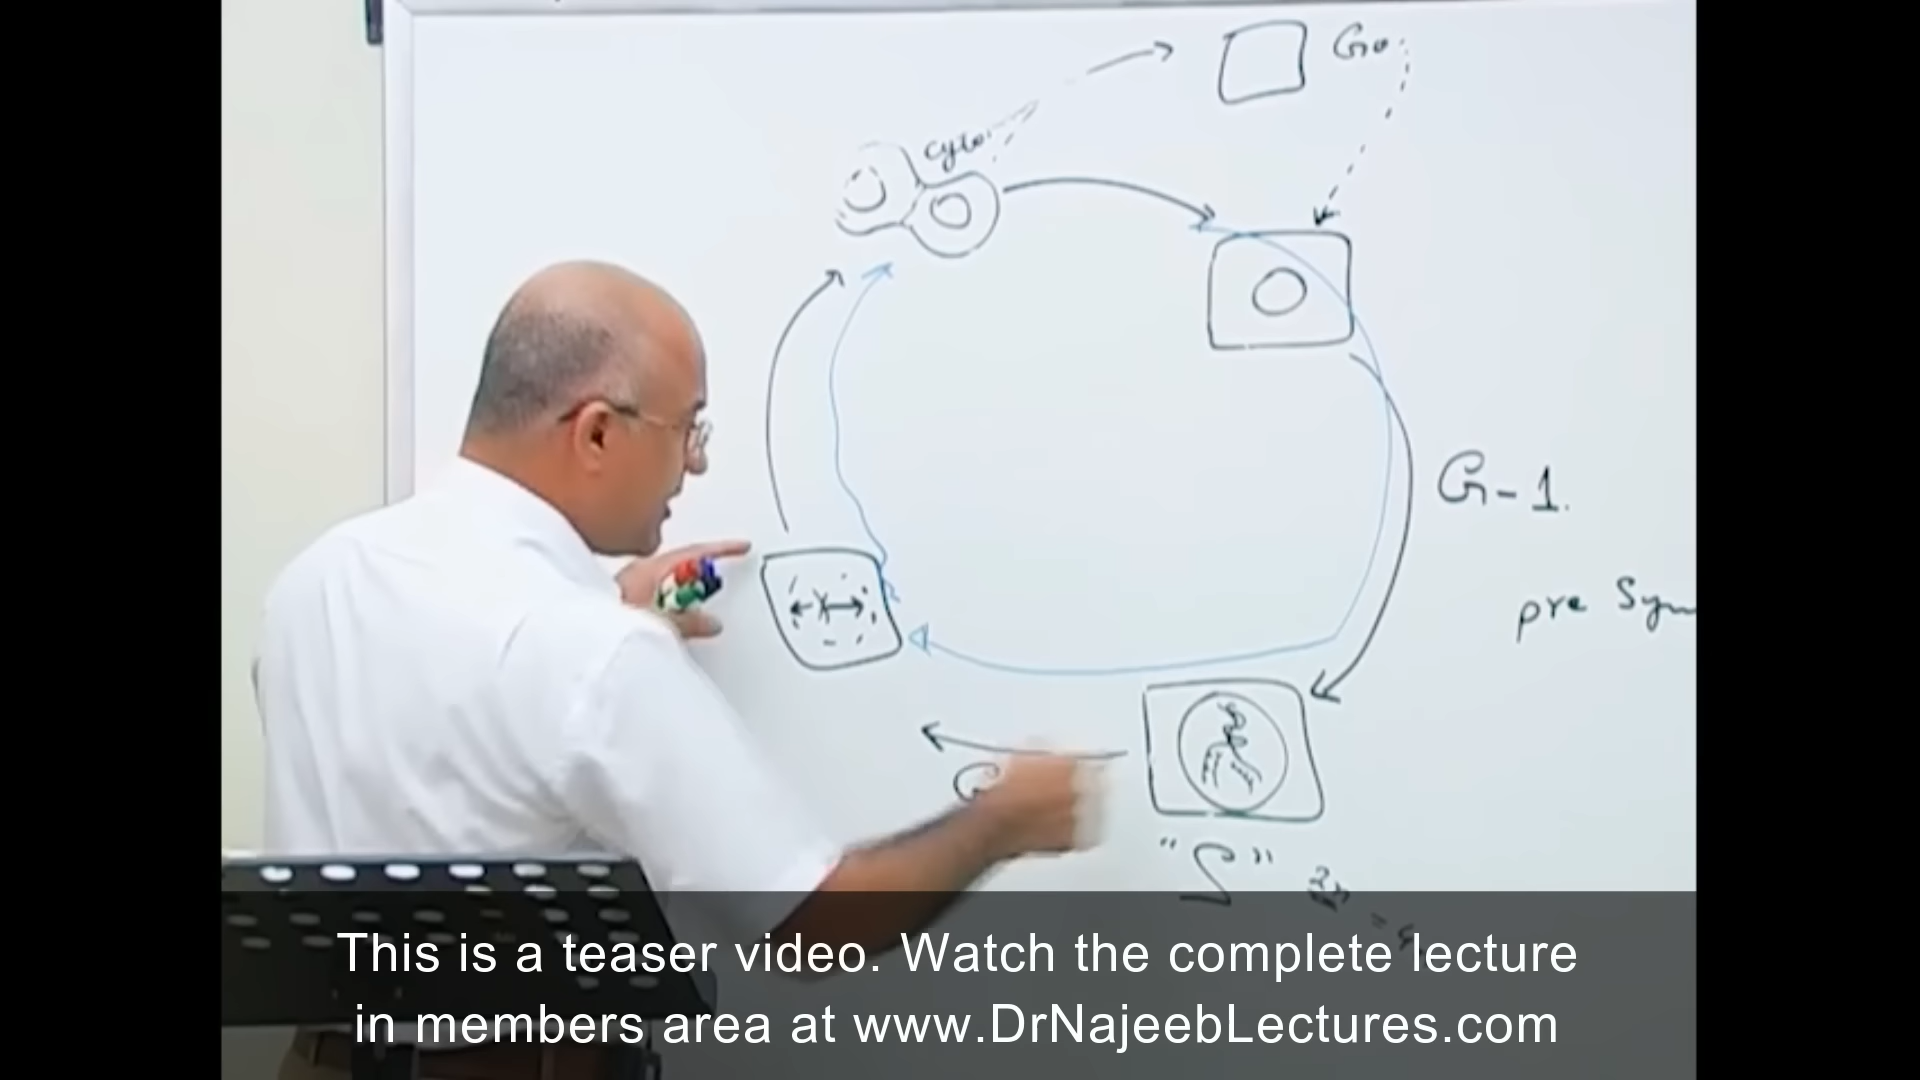 Go.
cyto
G-1.
pre Syn
G
"S"
2n
This is a teaser video. Watch the complete lecture
in members area at www.DrNajeebLectures.com